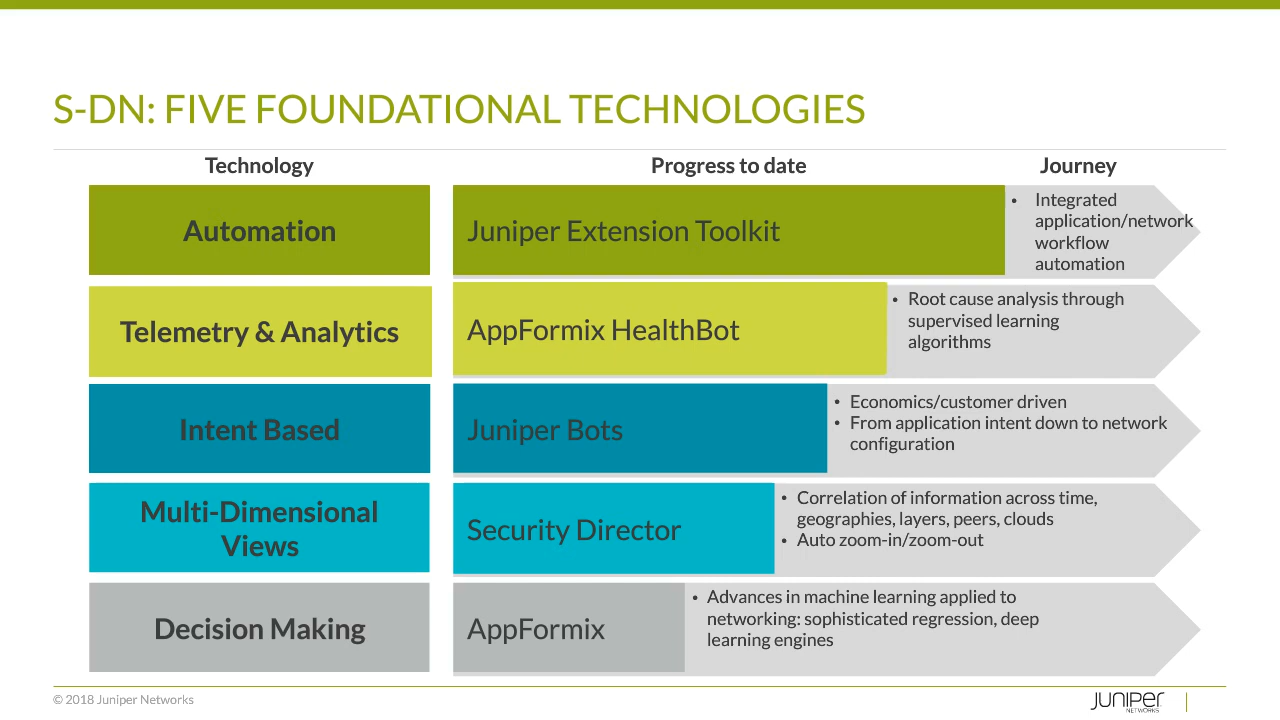 S-DN: FIVE FOUNDATIONAL TECHNOLOGIES
Technology
Progress to date
Journey
Automation
Juniper Extension Toolkit
• Integrated
application/network
workflow
automation
Telemetry & Analytics
AppFormix HealthBot
• Root cause analysis through
supervised learning
algorithms
Intent Based
Juniper Bots
• Economics/customer driven
• From application intent down to network
configuration
Multi-Dimensional
Views
Security Director
• Correlation of information across time,
geographies, layers, peers, clouds
• Auto zoom-in/zoom-out
Decision Making
AppFormix
• Advances in machine learning applied to
networking: sophisticated regression, deep
learning engines
© 2018 Juniper Networks
JUNIPER
NETWORKS